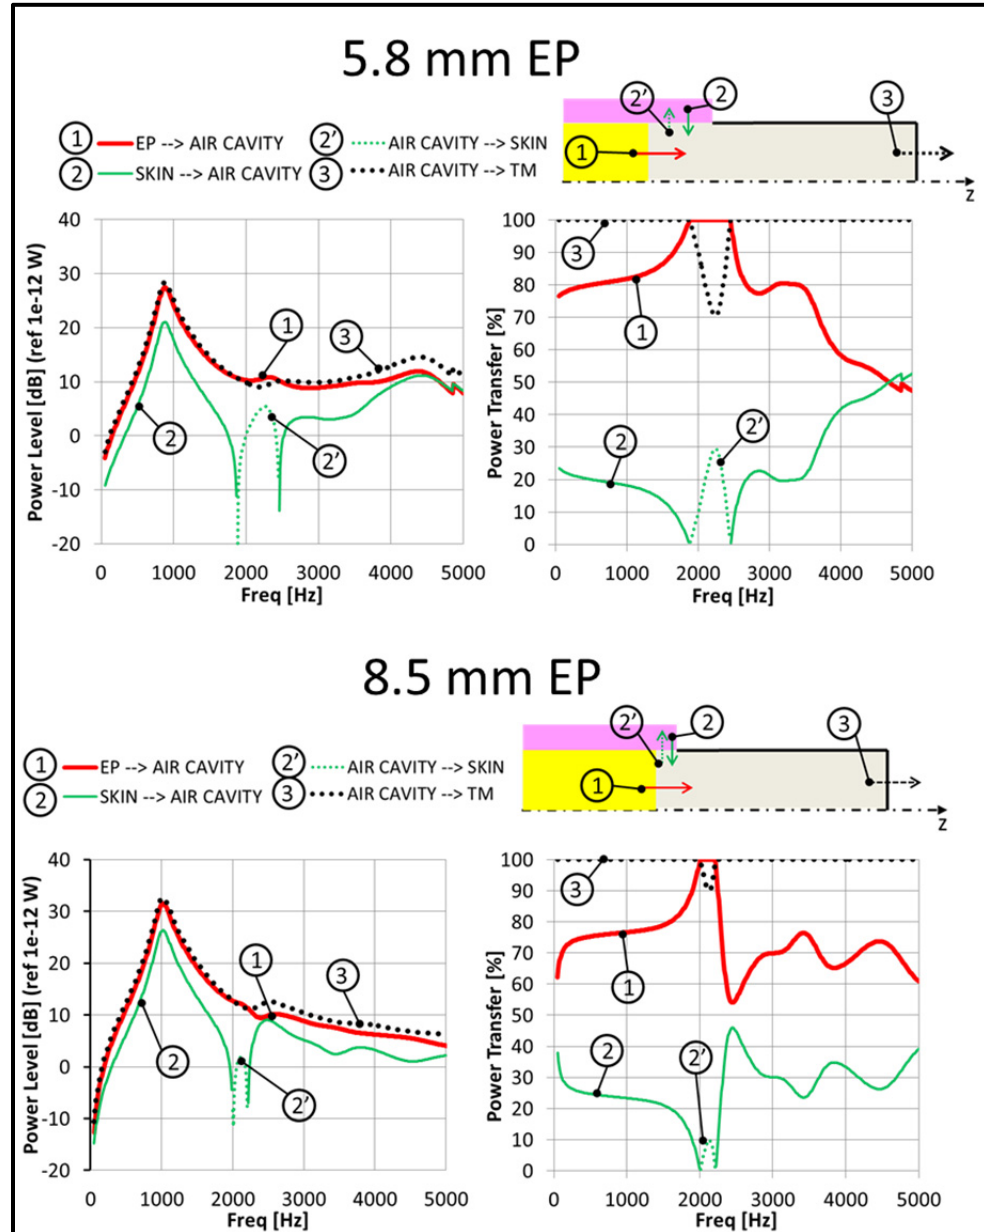 5.8 mm EP
1 EP --> AIR CAVITY 2' AIR CAVITY --> SKIN
2 SKIN --> AIR CAVITY 3 AIR CAVITY --> TM
2' 2 3
1
z
Power Level [dB] (ref 1e-12 W)
40
30
20
10
0
-10
-20
0 1000 2000 3000 4000 5000
Freq [Hz]
1 3
2 2'
Power Transfer [%]
100
90
80
70
60
50
40
30
20
10
0
0 1000 2000 3000 4000 5000
Freq [Hz]
3
1
2 2'
8.5 mm EP
1 EP --> AIR CAVITY 2' AIR CAVITY --> SKIN
2 SKIN --> AIR CAVITY 3 AIR CAVITY --> TM
2' 2 3
1
z
Power Level [dB] (ref 1e-12 W)
40
30
20
10
0
-10
-20
0 1000 2000 3000 4000 5000
Freq [Hz]
1 3
2 2'
Power Transfer [%]
100
90
80
70
60
50
40
30
20
10
0
0 1000 2000 3000 4000 5000
Freq [Hz]
3
1
2 2'